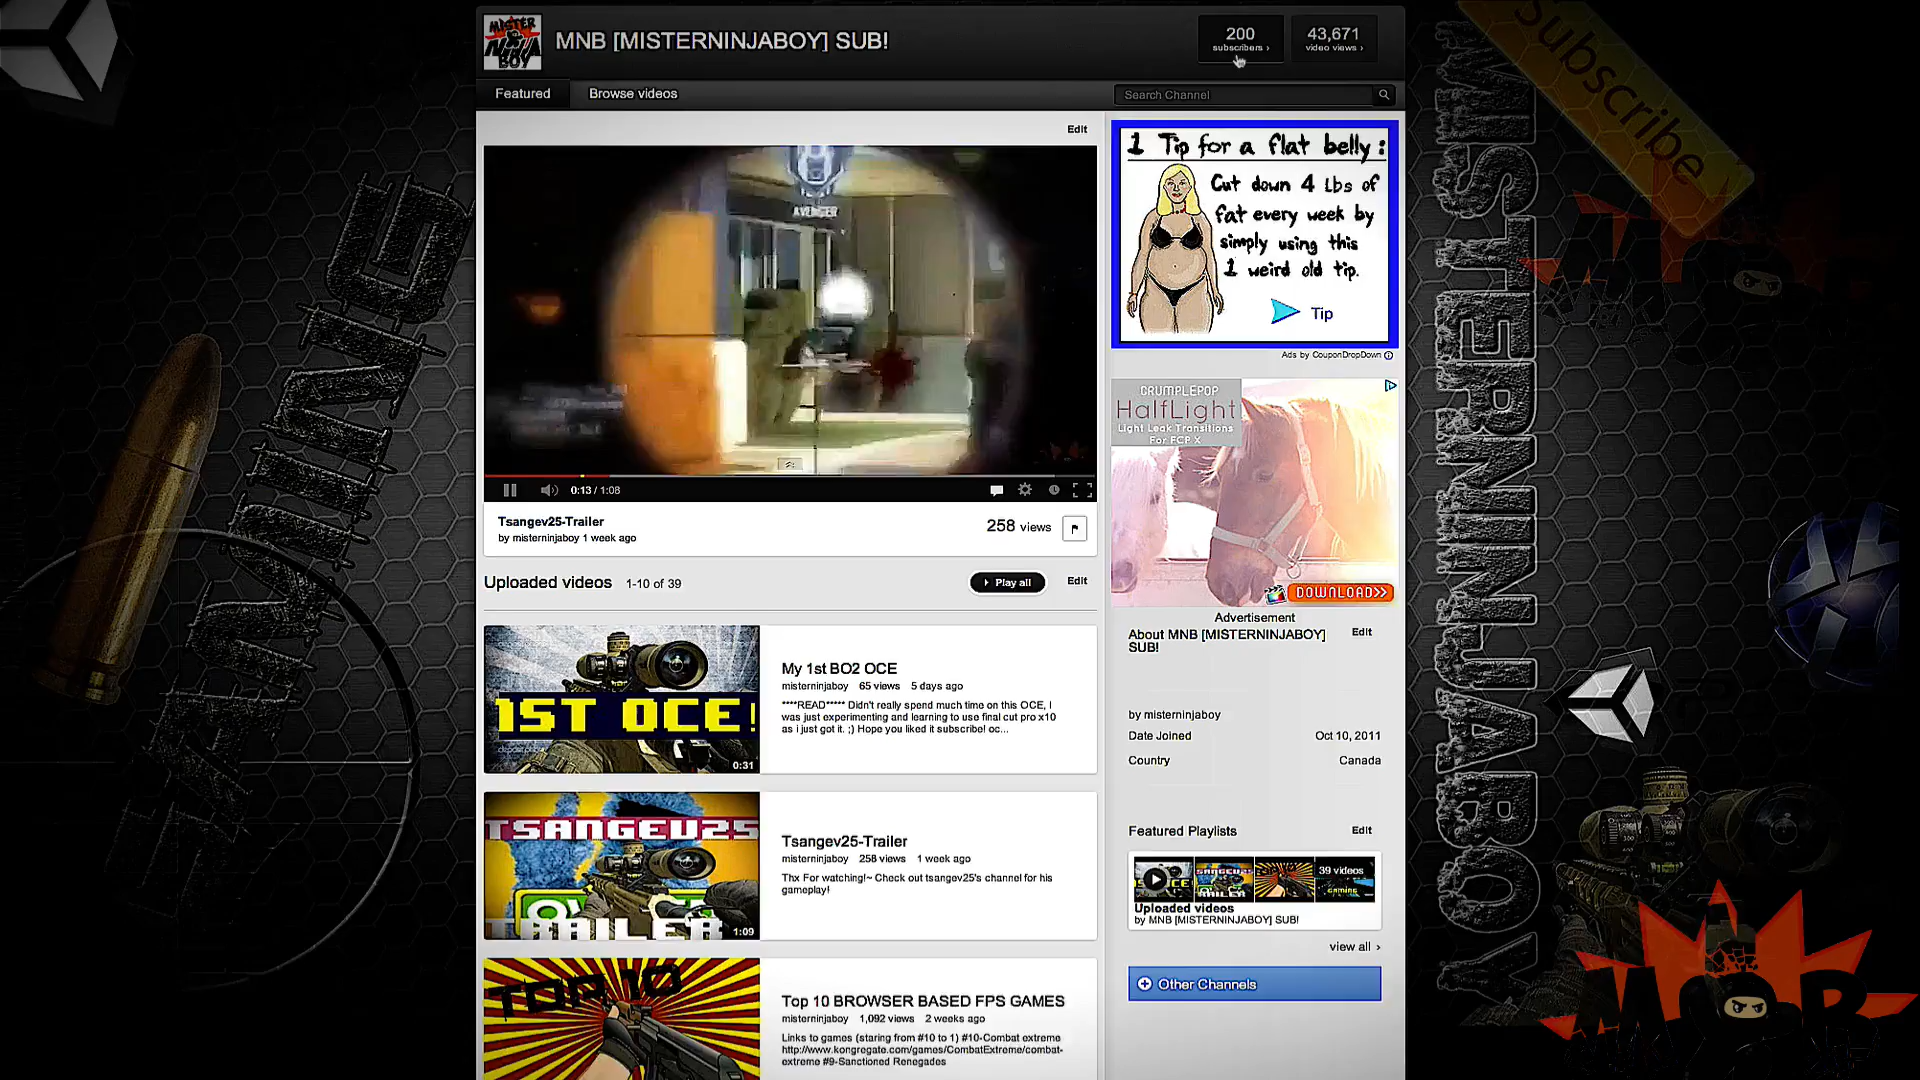 MISTER
NINJA
BOY
MNB [MISTERNINJABOY] SUB!
200
subscribers ›
43,671
video views ›
Featured
Browse videos
Search Channel
Edit
AVENGER
0:13 / 1:08
Tsangev25-Trailer
by misterninjaboy 1 week ago
258 views
Uploaded videos 1-10 of 39
Play all
Edit
1ST OCE!
0:31
My 1st BO2 OCE
misterninjaboy 65 views 5 days ago
****READ***** Didn't really spend much time on this OCE, I
was just experimenting and learning to use final cut pro x10
as i just got it. ;) Hope you liked it subscribe! oc...
TSANGEV25
TRAILER
1:09
Tsangev25-Trailer
misterninjaboy 258 views 1 week ago
Thx For watching!~ Check out tsangev25's channel for his
gameplay!
TOP 10
Top 10 BROWSER BASED FPS GAMES
misterninjaboy 1,092 views 2 weeks ago
Links to games (staring from #10 to 1) #10-Combat extreme
http://www.kongregate.com/games/CombatExtreme/combat-
extreme #9-Sanctioned Renegades
1 Tip for a flat belly:
Cut down 4 Lbs of
fat every week by
simply using this
1 weird old tip.
Tip
Ads by CouponDropDown
CRUMPLEPOP
HalfLight
Light Leak Transitions
For FCP X
DOWNLOAD>>
Advertisement
About MNB [MISTERNINJABOY]
SUB!
Edit
by misterninjaboy
Date Joined Oct 10, 2011
Country Canada
Featured Playlists
Edit
39 videos
Uploaded videos
by MNB [MISTERNINJABOY] SUB!
view all ›
Other Channels
GAMING
Subscribe
MISTERNINJABOY